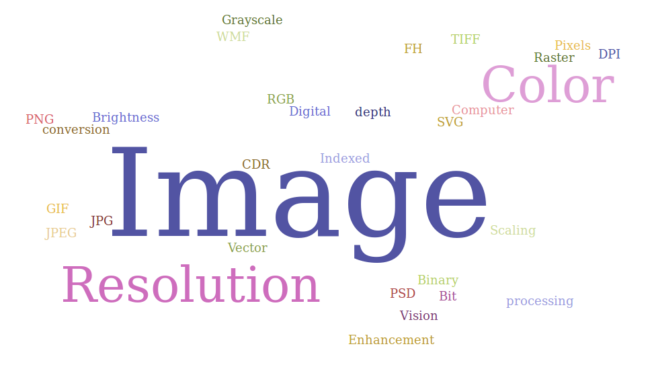 Grayscale
WMF
FH
TIFF
Pixels
DPI
Raster
Color
RGB
Digital
depth
Computer
SVG
PNG
Brightness
conversion
CDR
Indexed
Image
GIF
JPG
JPEG
Vector
Scaling
Resolution
Binary
PSD
Bit
processing
Vision
Enhancement